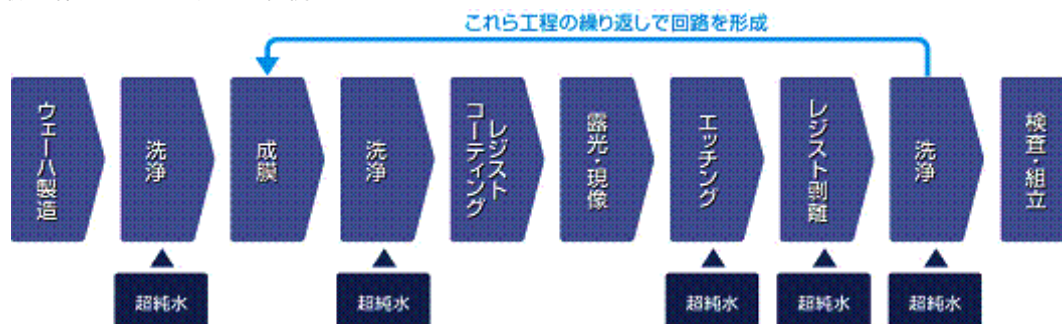 これら工程の繰り返しで回路を形成
ウェーハ製造
洗浄
成膜
洗浄
レジスト
コーティング
露光・現像
エッチング
レジスト剥離
洗浄
検査・組立
超純水
超純水
超純水
超純水
超純水